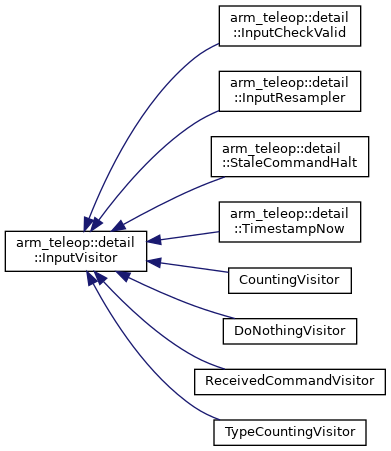 arm_teleop::detail
::InputCheckValid
arm_teleop::detail
::InputResampler
arm_teleop::detail
::StaleCommandHalt
arm_teleop::detail
::TimestampNow
arm_teleop::detail
::InputVisitor
CountingVisitor
DoNothingVisitor
ReceivedCommandVisitor
TypeCountingVisitor